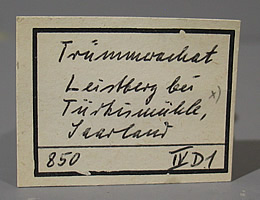 Trümmerachat
Leistberg bei
Türkismühle, x)
Saarland
850 IV D1